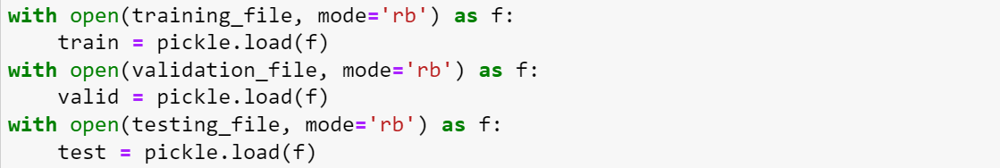 with open(training_file, mode='rb') as f:
    train = pickle.load(f)
with open(validation_file, mode='rb') as f:
    valid = pickle.load(f)
with open(testing_file, mode='rb') as f:
    test = pickle.load(f)